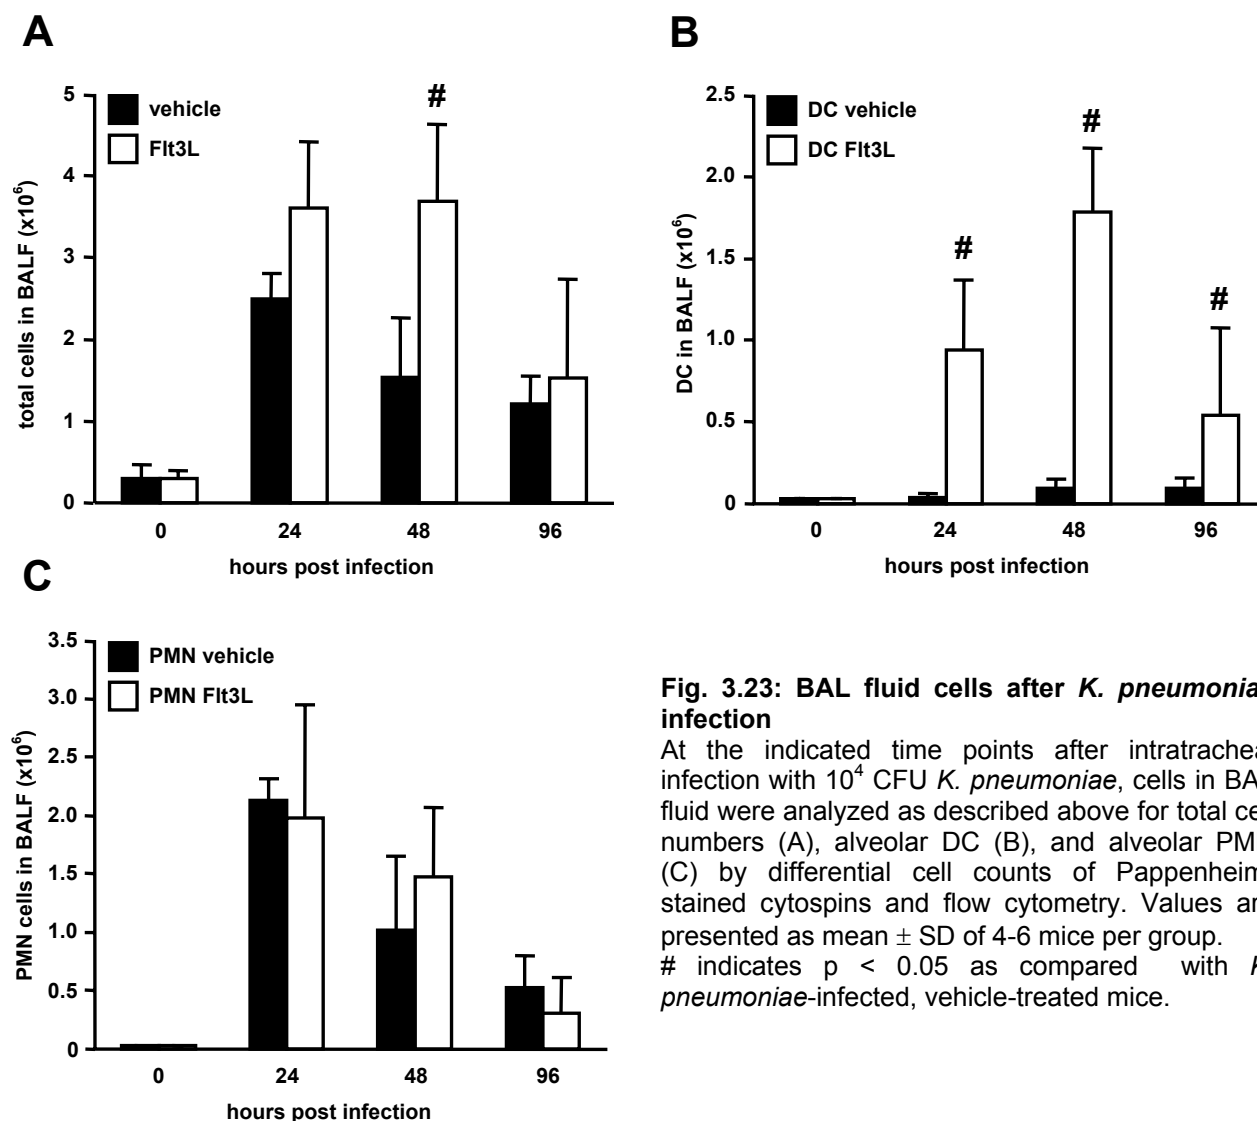 A
5
4
3
2
1
0
total cells in BALF (x10⁶)
vehicle
Flt3L
#
0 24 48 96
hours post infection
B
2.5
2.0
1.5
1.0
0.5
0
DC in BALF (x10⁶)
DC vehicle
DC Flt3L
#
#
#
0 24 48 96
hours post infection
C
3.5
3.0
2.5
2.0
1.5
1.0
0.5
0
PMN cells in BALF (x10⁶)
PMN vehicle
PMN Flt3L
0 24 48 96
hours post infection
Fig. 3.23: BAL fluid cells after K. pneumonia
infection
At the indicated time points after intratrachea
infection with 10⁴ CFU K. pneumoniae, cells in BA
fluid were analyzed as described above for total ce
numbers (A), alveolar DC (B), and alveolar PM
(C) by differential cell counts of Pappenheim
stained cytospins and flow cytometry. Values ar
presented as mean ± SD of 4-6 mice per group.
# indicates p < 0.05 as compared with K
pneumoniae-infected, vehicle-treated mice.